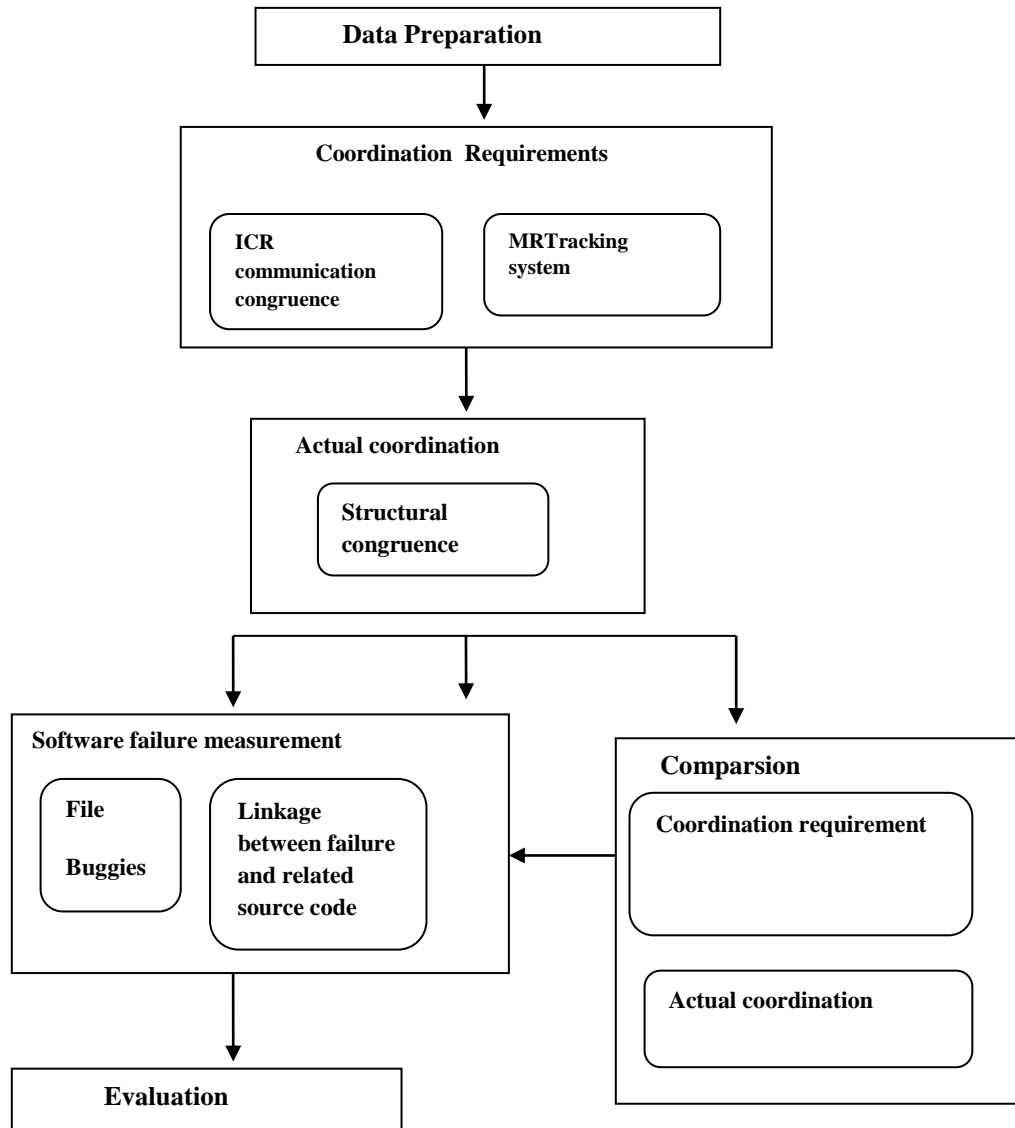 Data Preparation
Coordination Requirements
ICR
communication
congruence
MRTracking
system
Actual coordination
Structural
congruence
Software failure measurement
File
Buggies
Linkage
between failure
and related
source code
Comparsion
Coordination requirement
Actual coordination
Evaluation